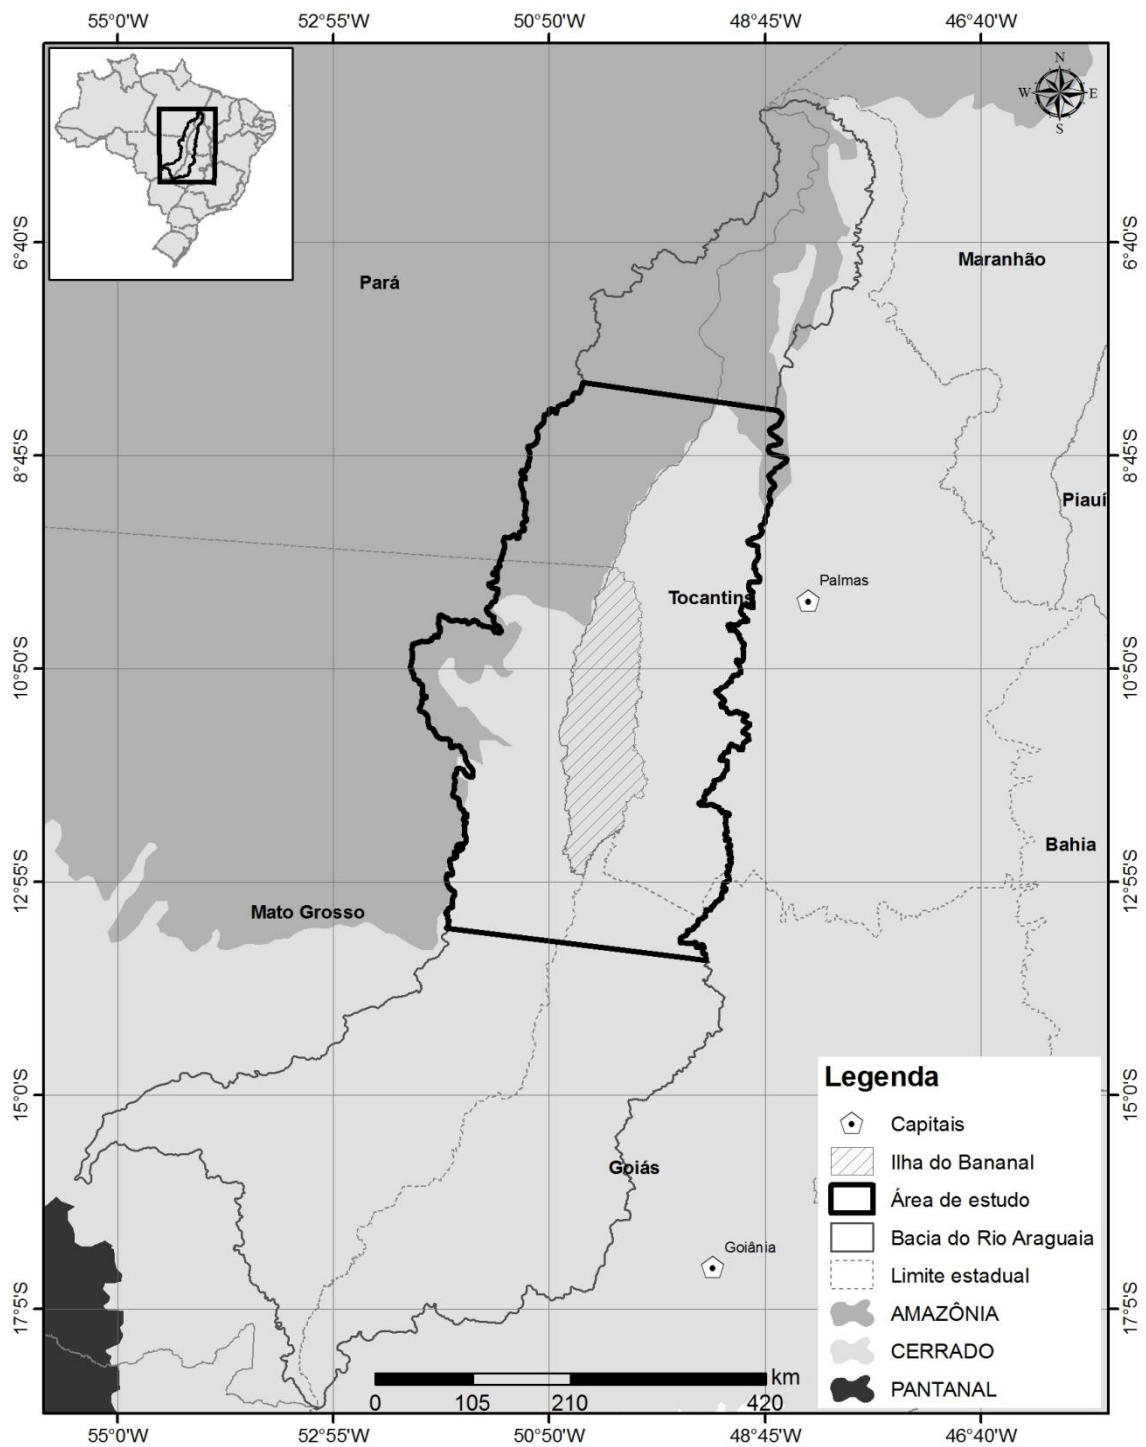 55°0'W 52°55'W 50°50'W 48°45'W 46°40'W
N
W E
S
6°40'S 6°40'S
Maranhão
Pará
8°45'S 8°45'S
Piauí
Palmas
Tocantins
10°50'S 10°50'S
Bahia
12°55'S 12°55'S
Mato Grosso
Legenda
15°0'S 15°0'S
Capitais
Ilha do Bananal
Goiás
Área de estudo
Bacia do Rio Araguaia
Goiânia
Limite estadual
17°5'S 17°5'S
AMAZÔNIA
CERRADO
km
PANTANAL
0 105 210 420
55°0'W 52°55'W 50°50'W 48°45'W 46°40'W